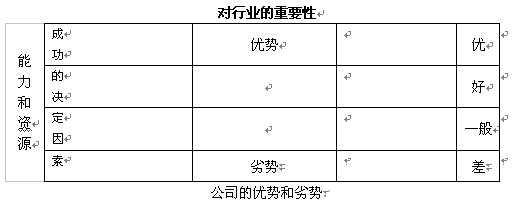 对行业的重要性
能力和资源
成功 优势 优
的决 好
定因 一般
素 劣势 差
公司的优势和劣势